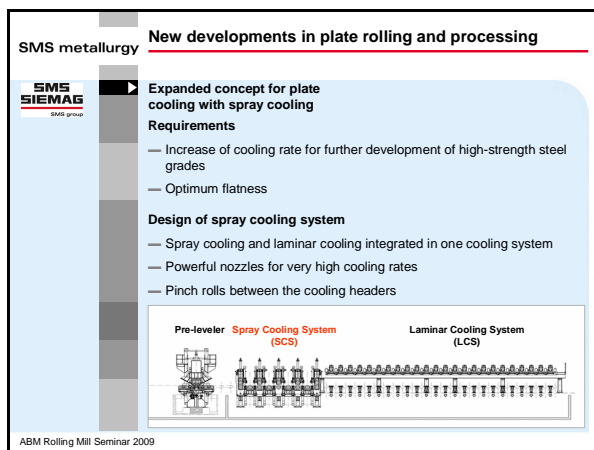 New developments in plate rolling and processing
SMS metallurgy
SMS
SIEMAG
SMS group
Expanded concept for plate
cooling with spray cooling
Requirements
— Increase of cooling rate for further development of high-strength steel
grades
— Optimum flatness
Design of spray cooling system
— Spray cooling and laminar cooling integrated in one cooling system
— Powerful nozzles for very high cooling rates
— Pinch rolls between the cooling headers
Pre-leveler Spray Cooling System Laminar Cooling System
(SCS) (LCS)
ABM Rolling Mill Seminar 2009